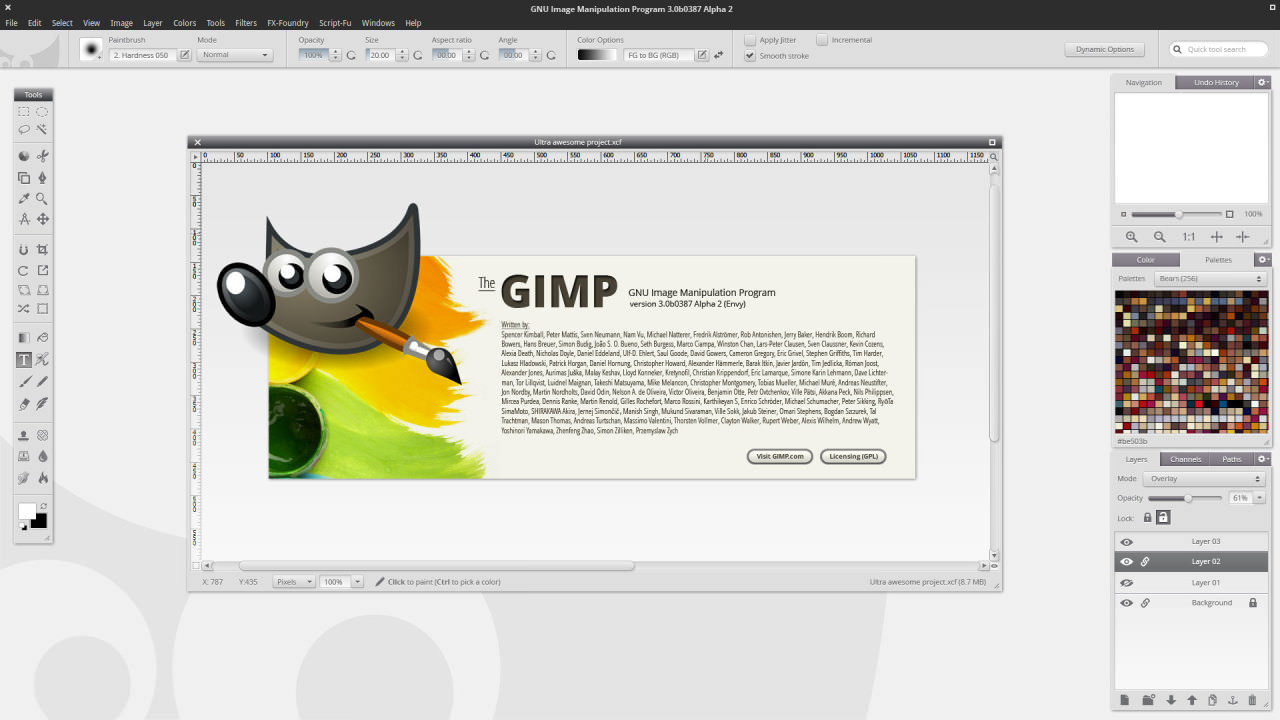 GNU Image Manipulation Program 3.0b0387 Alpha 2
File Edit Select View Image Layer Colors Tools Filters FX-Foundry Script-Fu Windows Help
Paintbrush Mode Opacity Size Aspect ratio Angle Color Options Apply Jitter Incremental
2. Hardness 050 Normal 100% 20.00 00:00 00:00 FG to BG (RGB) Smooth stroke Dynamic Options Quick tool search
Tools
Navigation Undo History
Ultra awesome project.xcf
0 50 100 150 200 250 300 350 400 450 500 550 600 650 700 750 800 850 900 950 1000 1050 1100 1150
100%
1:1
Color Palettes
Palettes Bears (256)
The GIMP
GNU Image Manipulation Program
version 3.0b0387 Alpha 2 (Envy)
Written by:
Spencer Kimball, Peter Mattis, Sven Neumann, Nam Vu, Michael Natterer, Fredrik Alströmer, Rob Antonishen, Jerry Baker, Hendrik Boom, Richard
Bowers, Hans Breuer, Simon Budig, João S. O. Bueno, Seth Burgess, Marco Ciampa, Winston Chan, Lars-Peter Clausen, Sven Claussner, Kevin Cozens,
Alexia Death, Nicholas Doyle, Daniel Eddeland, Ulf-D. Ehlert, Saul Goode, David Gowers, Cameron Gregory, Eric Grivel, Stephen Griffiths, Tim Harder,
Lukasz Hladowski, Patrick Horgan, Daniel Hornung, Christopher Howard, Alexander Hämmerle, Barak Itkin, Javier Jardón, Tim Jedlicka, Róman Joost,
Alexander Jones, Aurimas Juška, Malay Keshav, Lloyd Konneker, Kretynofil, Christian Krippendorf, Eric Lamarque, Simone Karin Lehmann, Dave Lichter-
man, Tor Lillqvist, Luidnel Maignan, Takeshi Matsuyama, Mike Melancon, Christopher Montgomery, Tobias Mueller, Michael Muré, Andreas Neustifter,
Jon Nordby, Martin Nordholts, David Odin, Nelson A. de Oliveira, Victor Oliveira, Benjamin Otte, Petr Ovtchenkov, Ville Pätsi, Akkana Peck, Nils Philippsen,
Mircea Purdea, Dennis Ranke, Martin Renold, Gilles Rochefort, Marco Rossini, Karthikeyan S, Enrico Schröder, Michael Schumacher, Peter Sikking, RyōTa
SimaMoto, SHIRAKAWA Akira, Jernej Simončič, Manish Singh, Mukund Sivaraman, Ville Sokk, Jakub Steiner, Omari Stephens, Bogdan Szczurek, Tal
Trachtman, Mason Thomas, Andreas Turtschan, Massimo Valentini, Thorsten Vollmer, Clayton Walker, Rupert Weber, Alexis Wilhelm, Andrew Wyatt,
Yoshinori Yamakawa, Zhenfeng Zhao, Simon Zilliken, Przemyslaw Zych
Visit GIMP.com Licensing (GPL)
#be503b
Layers Channels Paths
Mode Overlay
Opacity 61%
Lock:
Layer 03
Layer 02
Layer 01
Background
X: 787 Y:435 Pixels 100% Click to paint (Ctrl to pick a color) Ultra awesome project.xcf (8.7 MB)